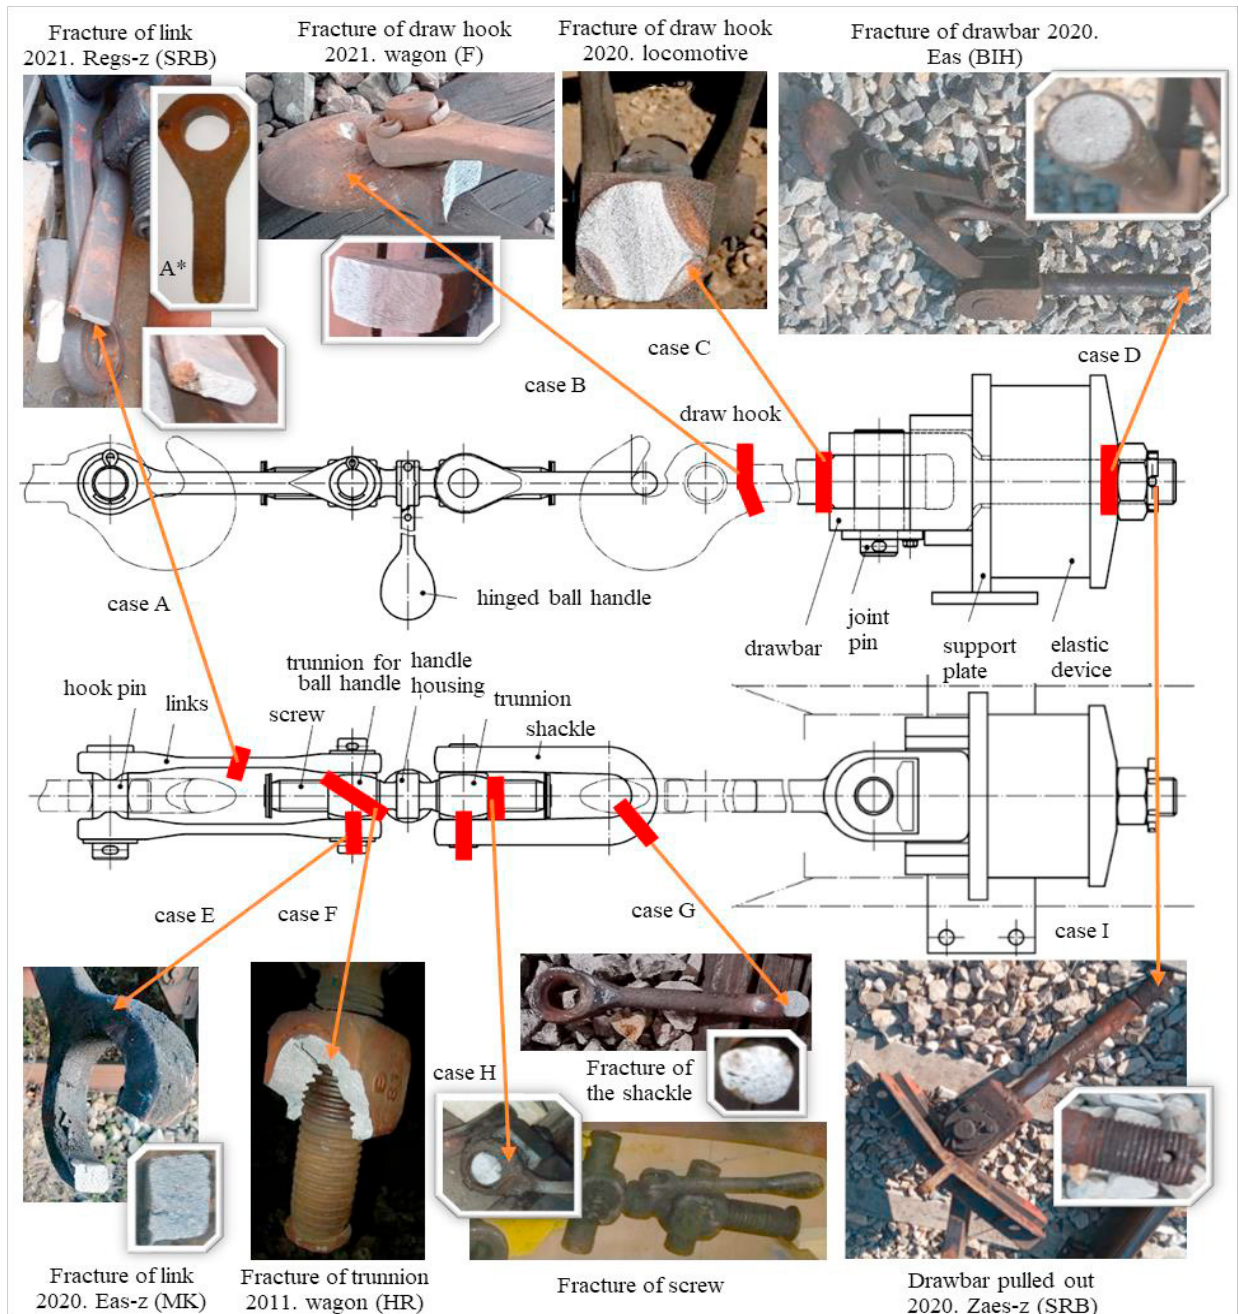 Fracture of link
2021. Regs-z (SRB)
Fracture of draw hook
2021. wagon (F)
Fracture of draw hook
2020. locomotive
Fracture of drawbar 2020.
Eas (BIH)
A*
case C
case D
case B
draw hook
case A
hinged ball handle
joint
pin
drawbar
support
plate
elastic
device
trunnion for
ball handle
handle
housing
hook pin
links
screw
trunnion
shackle
case E
case F
case G
case I
case H
Fracture of
the shackle
Fracture of link
2020. Eas-z (MK)
Fracture of trunnion
2011. wagon (HR)
Fracture of screw
Drawbar pulled out
2020. Zaes-z (SRB)